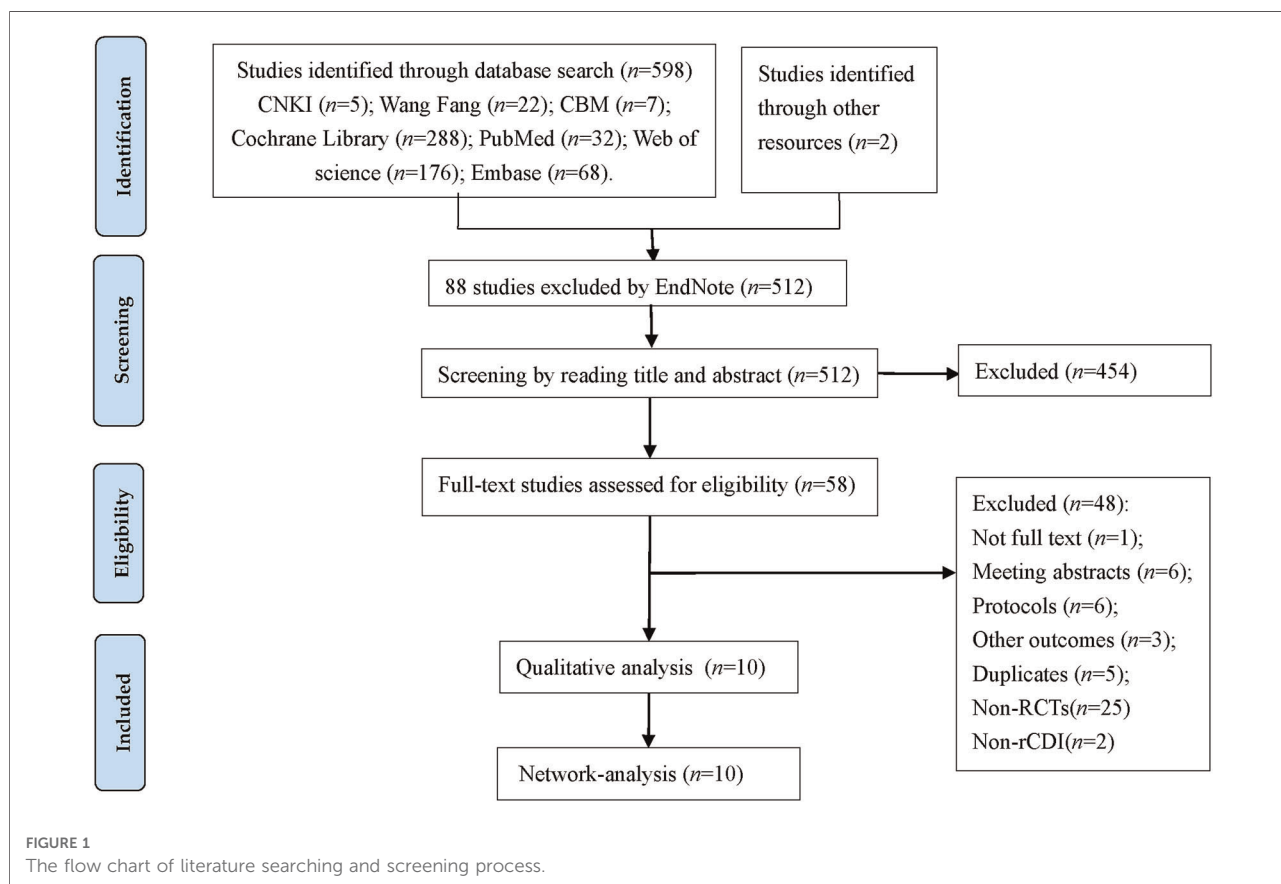 Identification
Studies identified through database search (n=598)
CNKI (n=5); Wang Fang (n=22); CBM (n=7);
Cochrane Library (n=288); PubMed (n=32); Web of
science (n=176); Embase (n=68).
Studies identified
through other
resources (n=2)
Screening
88 studies excluded by EndNote (n=512)
Screening by reading title and abstract (n=512)
Excluded (n=454)
Eligibility
Full-text studies assessed for eligibility (n=58)
Excluded (n=48):
Not full text (n=1);
Meeting abstracts (n=6);
Protocols (n=6);
Other outcomes (n=3);
Duplicates (n=5);
Non-RCTs(n=25)
Non-rCDI(n=2)
Included
Qualitative analysis (n=10)
Network-analysis (n=10)
FIGURE 1
The flow chart of literature searching and screening process.